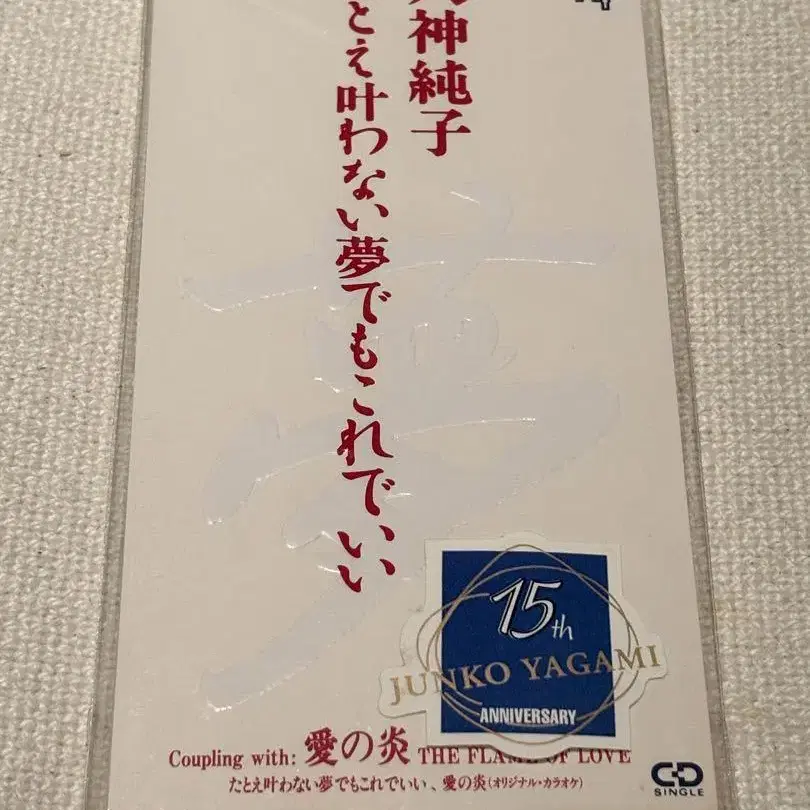 神純子
とえ叶わない夢でもこれでいい
夢
15th
JUNKO YAGAMI
ANNIVERSARY
Coupling with: 愛の炎 THE FLAME OF LOVE
たとえ叶わない夢でもこれでいい、愛の炎(オリジナル・カラオケ)
CD
SINGLE